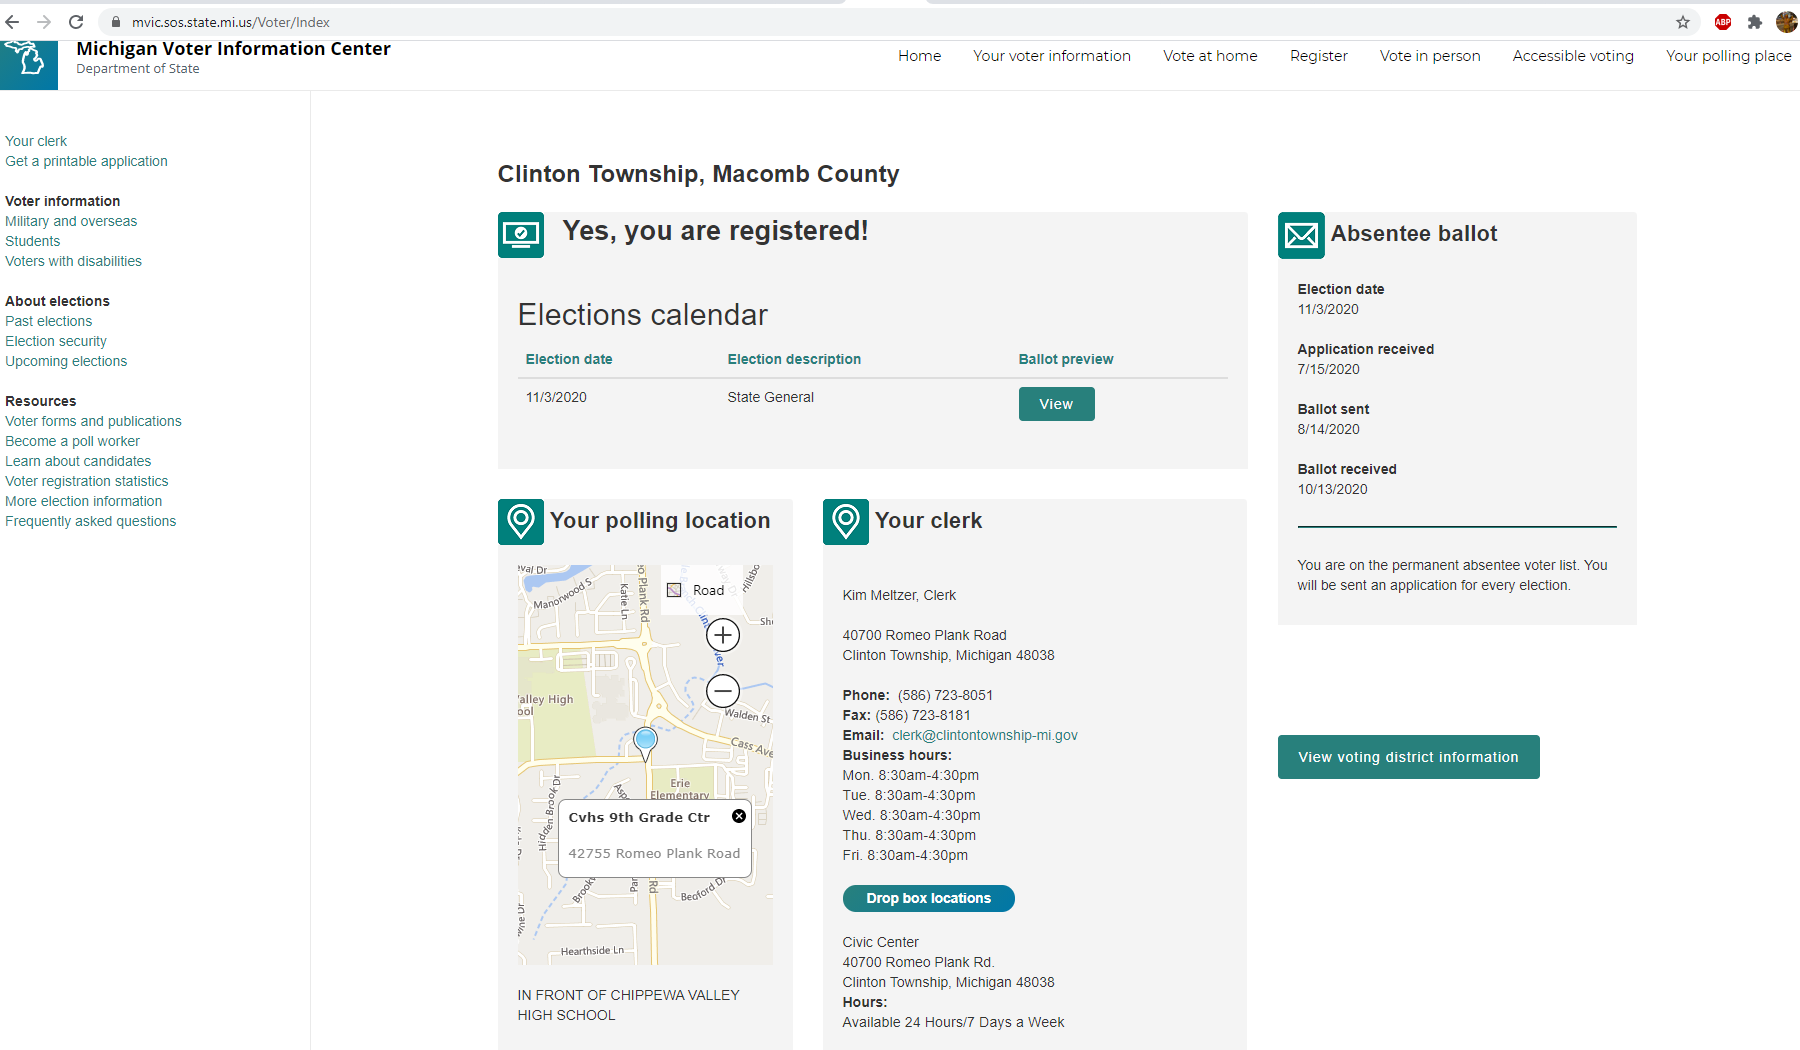 mvic.sos.state.mi.us/Voter/Index
ABP
Michigan Voter Information Center
Department of State
Home
Your voter information
Vote at home
Register
Vote in person
Accessible voting
Your polling place
Your clerk
Get a printable application
Voter information
Military and overseas
Students
Voters with disabilities
About elections
Past elections
Election security
Upcoming elections
Resources
Voter forms and publications
Become a poll worker
Learn about candidates
Voter registration statistics
More election information
Frequently asked questions
Clinton Township, Macomb County
Yes, you are registered!
Elections calendar
Election date Election description Ballot preview
11/3/2020 State General View
Absentee ballot
Election date
11/3/2020
Application received
7/15/2020
Ballot sent
8/14/2020
Ballot received
10/13/2020
You are on the permanent absentee voter list. You
will be sent an application for every election.
View voting district information
Your polling location
Road
Manorwood S
Katie Ln
o Plank Rd
Hillsbo
Walden St
Cass Ave
alley High
ool
Erie
Elementary
Hidden Brook Dr
Cvhs 9th Grade Ctr
42755 Romeo Plank Road
Bedford Dr
Rd
Hearthside Ln
IN FRONT OF CHIPPEWA VALLEY
HIGH SCHOOL
Your clerk
Kim Meltzer, Clerk
40700 Romeo Plank Road
Clinton Township, Michigan 48038
Phone: (586) 723-8051
Fax: (586) 723-8181
Email: clerk@clintontownship-mi.gov
Business hours:
Mon. 8:30am-4:30pm
Tue. 8:30am-4:30pm
Wed. 8:30am-4:30pm
Thu. 8:30am-4:30pm
Fri. 8:30am-4:30pm
Drop box locations
Civic Center
40700 Romeo Plank Rd.
Clinton Township, Michigan 48038
Hours:
Available 24 Hours/7 Days a Week